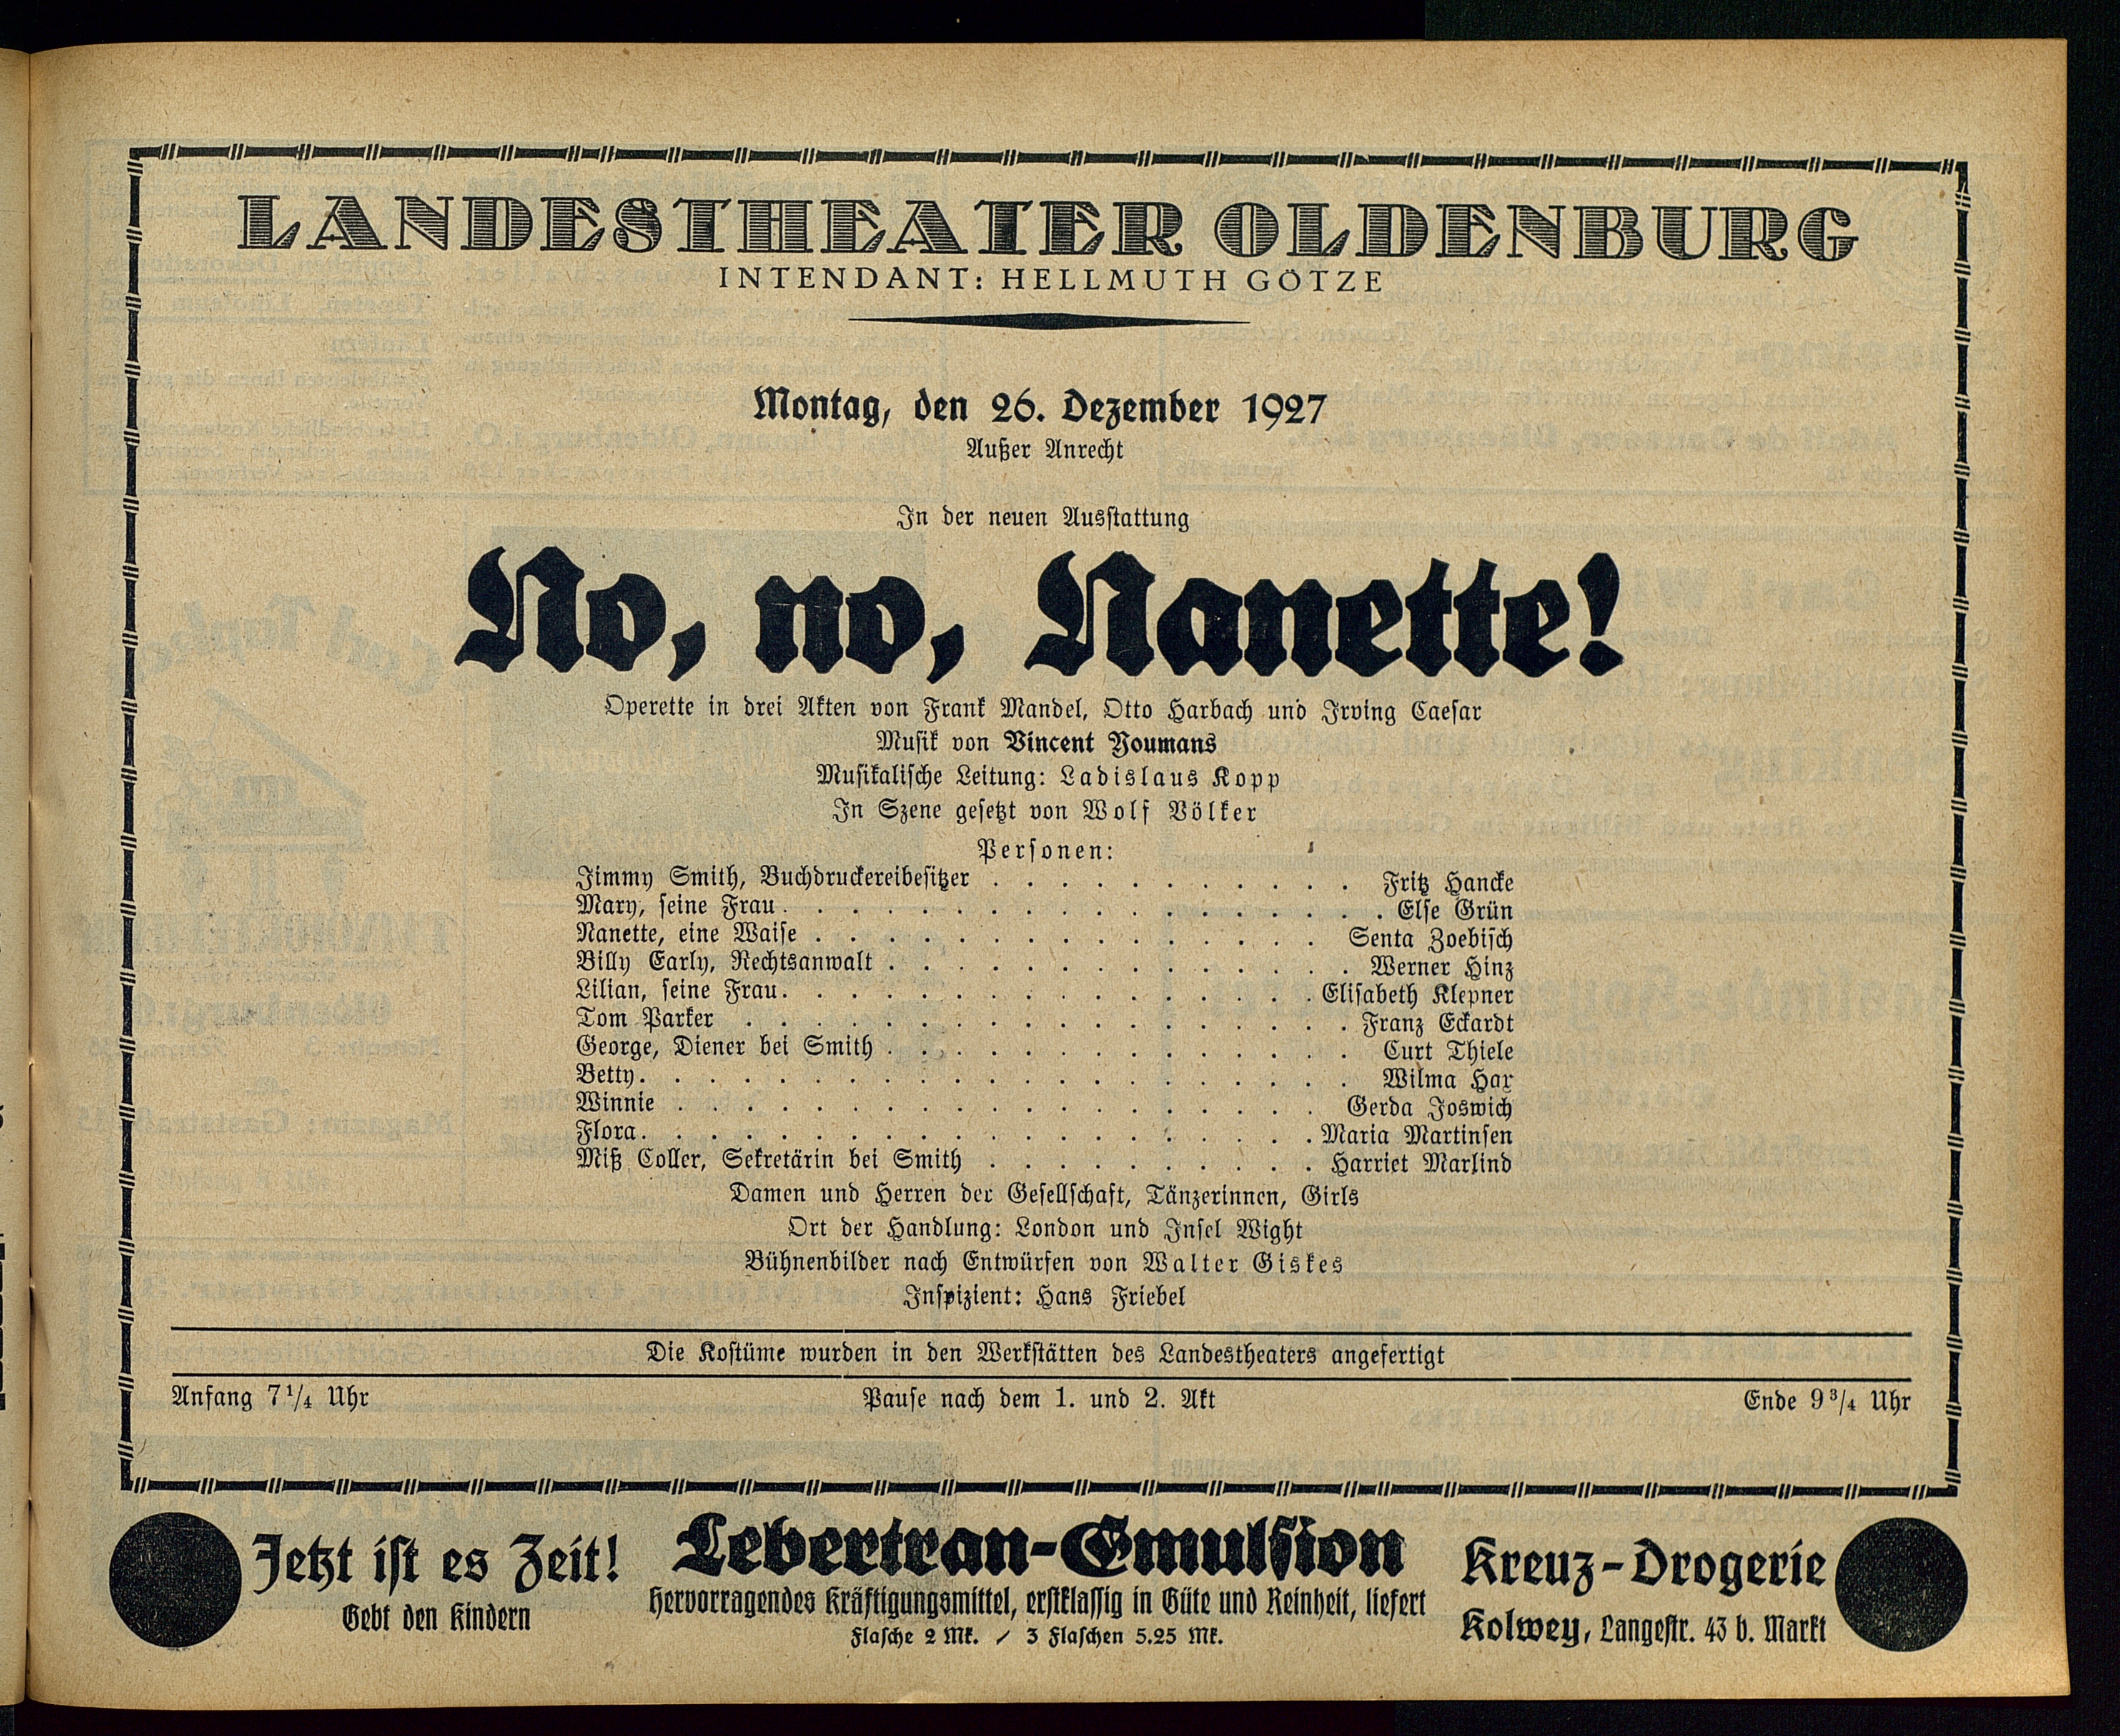 LANDESTHEATER OLDENBURG
INTENDANT: HELLMUTH GÖTZE
Montag, den 26. Dezember 1927
Außer Anrecht
In der neuen Ausstattung
No, no, Nanette!
Operette in drei Akten von Frank Mandel, Otto Harbach und Irving Caesar
Musik von Vincent Youmans
Musikalische Leitung: Ladislaus Kopp
In Szene gesetzt von Wolf Völker
Personen:
Jimmy Smith, Buchdruckereibesitzer . . . . . . . . . . . Fritz Hancke
Mary, seine Frau . . . . . . . . . . . . . . . . . . Else Grün
Nanette, eine Waise . . . . . . . . . . . . . . . Senta Zoebisch
Billy Early, Rechtsanwalt . . . . . . . . . . . . . . Werner Hinz
Lilian, seine Frau . . . . . . . . . . . . . . . . Elisabeth Klepner
Tom Parker . . . . . . . . . . . . . . . . . . Franz Eckardt
George, Diener bei Smith . . . . . . . . . . . . . . Curt Thiele
Betty . . . . . . . . . . . . . . . . . . . . . Wilma Hax
Winnie . . . . . . . . . . . . . . . . . . . Gerda Joswich
Flora . . . . . . . . . . . . . . . . . . . . Maria Martinsen
Miß Coller, Sekretärin bei Smith . . . . . . . . . . Harriet Marlind
Damen und Herren der Gesellschaft, Tänzerinnen, Girls
Ort der Handlung: London und Insel Wight
Bühnenbilder nach Entwürfen von Walter Giskes
Inspizient: Hans Friebel
Die Kostüme wurden in den Werkstätten des Landestheaters angefertigt
Anfang 7 1/4 Uhr Pause nach dem 1. und 2. Akt Ende 9 3/4 Uhr
Jetzt ist es Zeit!
Gebt den Kindern
Lebertran-Emulsion
Hervorragendes Kräftigungsmittel, erstklassig in Güte und Reinheit, liefert
Flasche 2 Mk. / 3 Flaschen 5.25 Mk.
Kreuz-Drogerie
Kolwey, Langestr. 43 b. Markt